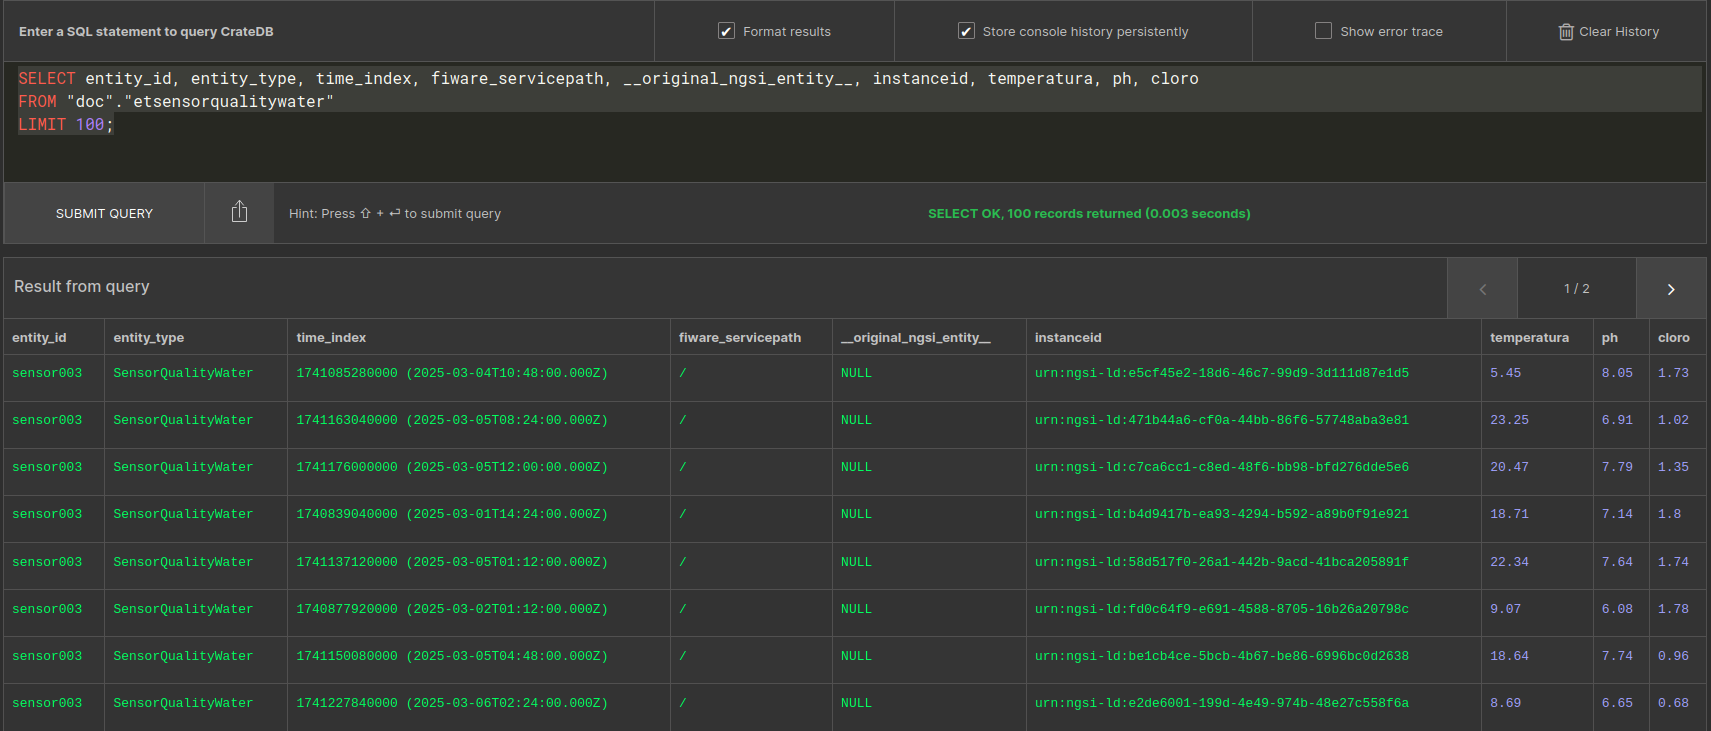 Enter a SQL statement to query CrateDB
Format results
Store console history persistently
Show error trace
Clear History
SELECT entity_id, entity_type, time_index, fiware_servicepath, __original_ngsi_entity__, instanceid, temperatura, ph, cloro
FROM "doc"."etsensorqualitywater"
LIMIT 100;
SUBMIT QUERY
Hint: Press ⇧ + ⏎ to submit query
SELECT OK, 100 records returned (0.003 seconds)
Result from query
1 / 2
entity_id entity_type time_index fiware_servicepath __original_ngsi_entity__ instanceid temperatura ph cloro
sensor003 SensorQualityWater 1741085280000 (2025-03-04T10:48:00.000Z) / NULL urn:ngsi-ld:e5cf45e2-18d6-46c7-99d9-3d111d87e1d5 5.45 8.05 1.73
sensor003 SensorQualityWater 1741163040000 (2025-03-05T08:24:00.000Z) / NULL urn:ngsi-ld:471b44a6-cf0a-44bb-86f6-57748aba3e81 23.25 6.91 1.02
sensor003 SensorQualityWater 1741176000000 (2025-03-05T12:00:00.000Z) / NULL urn:ngsi-ld:c7ca6cc1-c8ed-48f6-bb98-bfd276dde5e6 20.47 7.79 1.35
sensor003 SensorQualityWater 1740839040000 (2025-03-01T14:24:00.000Z) / NULL urn:ngsi-ld:b4d9417b-ea93-4294-b592-a89b0f91e921 18.71 7.14 1.8
sensor003 SensorQualityWater 1741137120000 (2025-03-05T01:12:00.000Z) / NULL urn:ngsi-ld:58d517f0-26a1-442b-9acd-41bca205891f 22.34 7.64 1.74
sensor003 SensorQualityWater 1740877920000 (2025-03-02T01:12:00.000Z) / NULL urn:ngsi-ld:fd0c64f9-e691-4588-8705-16b26a20798c 9.07 6.08 1.78
sensor003 SensorQualityWater 1741150080000 (2025-03-05T04:48:00.000Z) / NULL urn:ngsi-ld:be1cb4ce-5bcb-4b67-be86-6996bc0d2638 18.64 7.74 0.96
sensor003 SensorQualityWater 1741227840000 (2025-03-06T02:24:00.000Z) / NULL urn:ngsi-ld:e2de6001-199d-4e49-974b-48e27c558f6a 8.69 6.65 0.68